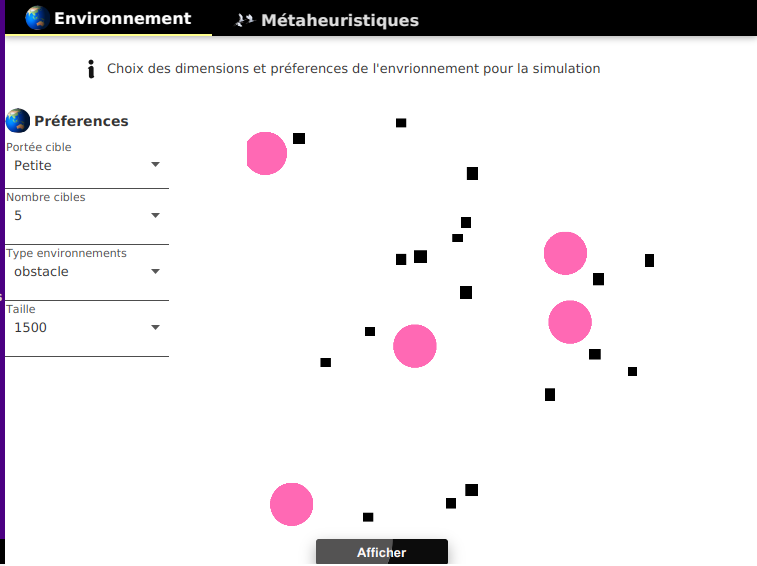 Environnement
Métaheuristiques
Choix des dimensions et préferences de l'envrionnement pour la simulation
Préferences
Portée cible
Petite
Nombre cibles
5
Type environnements
obstacle
Taille
1500
Afficher